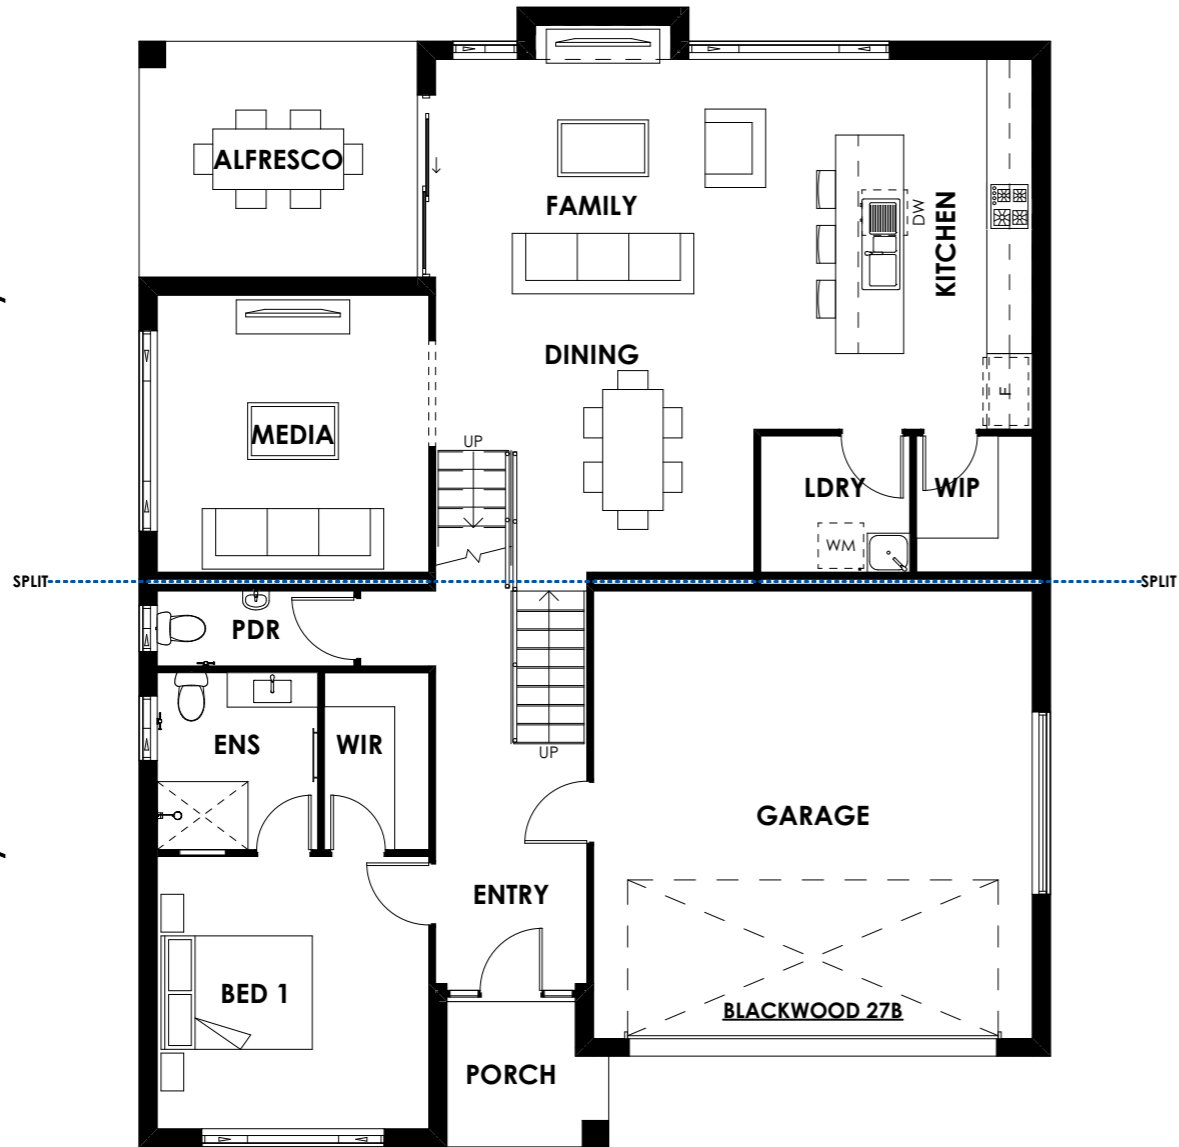 ALFRESCO
FAMILY
DW
KITCHEN
DINING
F
MEDIA
UP
LDRY
WIP
WM
SPLIT
SPLIT
PDR
ENS
WIR
UP
GARAGE
ENTRY
BED 1
BLACKWOOD 27B
PORCH